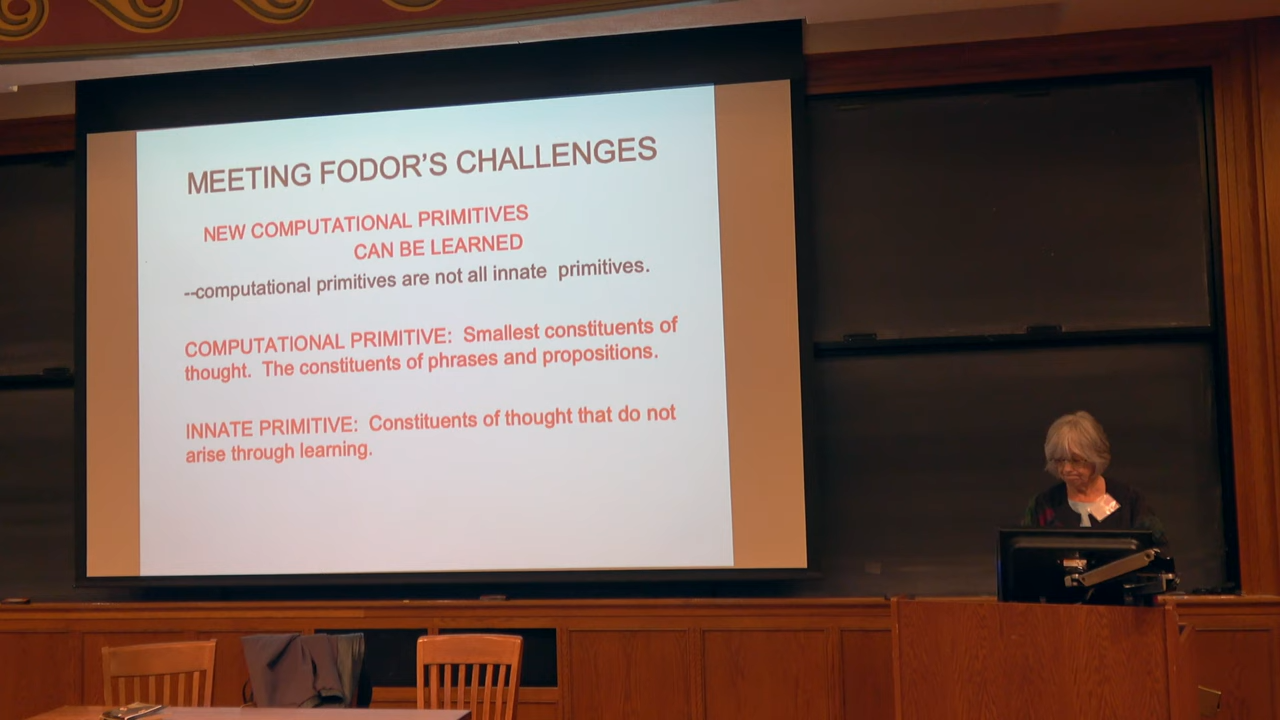 MEETING FODOR'S CHALLENGES
NEW COMPUTATIONAL PRIMITIVES
CAN BE LEARNED
--computational primitives are not all innate primitives.
COMPUTATIONAL PRIMITIVE: Smallest constituents of
thought. The constituents of phrases and propositions.
INNATE PRIMITIVE: Constituents of thought that do not
arise through learning.